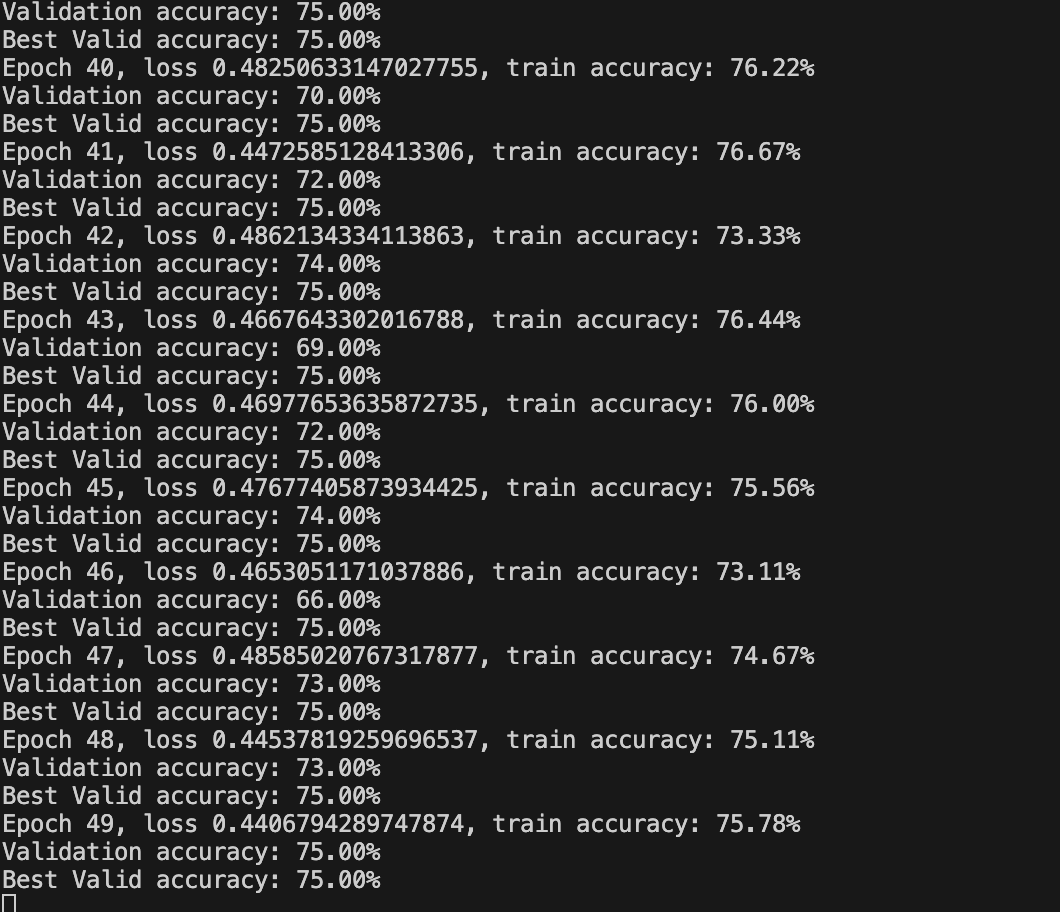 Validation accuracy: 75.00%
Best Valid accuracy: 75.00%
Epoch 40, loss 0.48250633147027755, train accuracy: 76.22%
Validation accuracy: 70.00%
Best Valid accuracy: 75.00%
Epoch 41, loss 0.4472585128413306, train accuracy: 76.67%
Validation accuracy: 72.00%
Best Valid accuracy: 75.00%
Epoch 42, loss 0.4862134334113863, train accuracy: 73.33%
Validation accuracy: 74.00%
Best Valid accuracy: 75.00%
Epoch 43, loss 0.4667643302016788, train accuracy: 76.44%
Validation accuracy: 69.00%
Best Valid accuracy: 75.00%
Epoch 44, loss 0.46977653635872735, train accuracy: 76.00%
Validation accuracy: 72.00%
Best Valid accuracy: 75.00%
Epoch 45, loss 0.47677405873934425, train accuracy: 75.56%
Validation accuracy: 74.00%
Best Valid accuracy: 75.00%
Epoch 46, loss 0.4653051171037886, train accuracy: 73.11%
Validation accuracy: 66.00%
Best Valid accuracy: 75.00%
Epoch 47, loss 0.48585020767317877, train accuracy: 74.67%
Validation accuracy: 73.00%
Best Valid accuracy: 75.00%
Epoch 48, loss 0.44537819259696537, train accuracy: 75.11%
Validation accuracy: 73.00%
Best Valid accuracy: 75.00%
Epoch 49, loss 0.4406794289747874, train accuracy: 75.78%
Validation accuracy: 75.00%
Best Valid accuracy: 75.00%